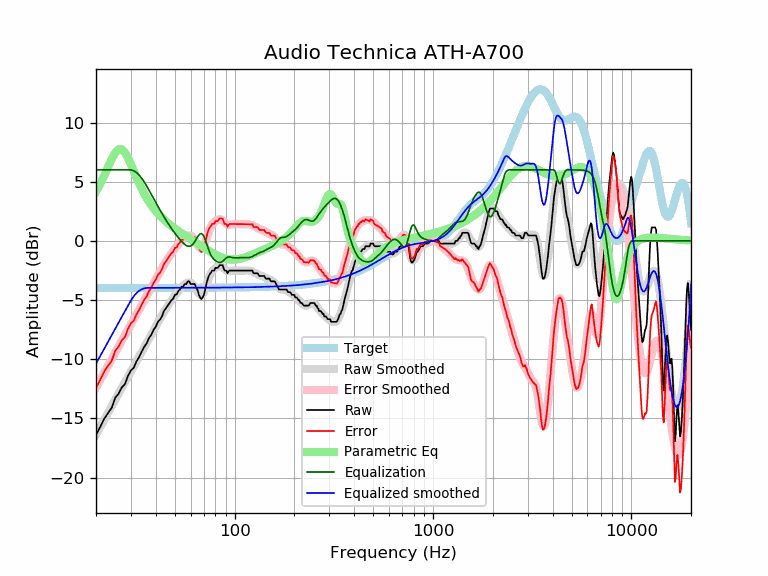 Audio Technica ATH-A700
Amplitude (dBr)
10
5
0
−5
−10
−15
−20
Target
Raw Smoothed
Error Smoothed
Raw
Error
Parametric Eq
Equalization
Equalized smoothed
100 1000 10000
Frequency (Hz)